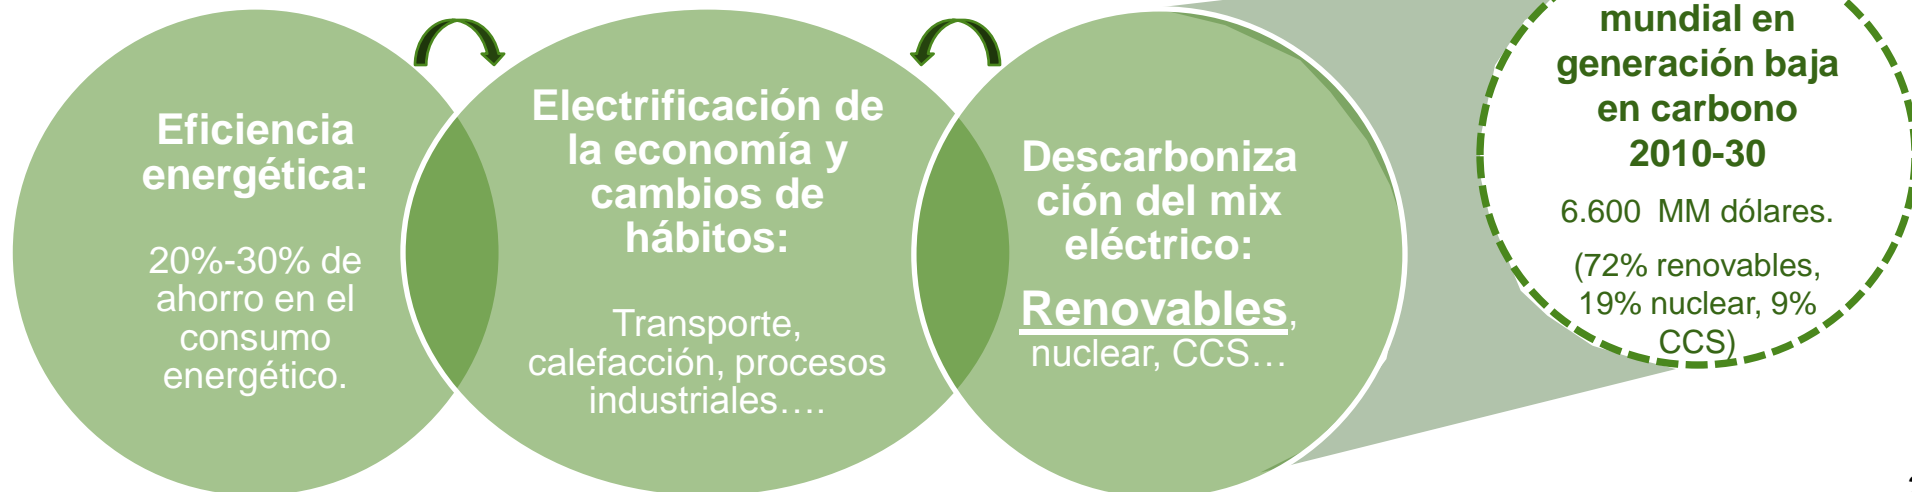 Eficiencia
energética:
20%-30% de
ahorro en el
consumo
energético.
Electrificación de
la economía y
cambios de
hábitos:
Transporte,
calefacción, procesos
industriales….
Descarboniza
ción del mix
eléctrico:
Renovables,
nuclear, CCS…
mundial en
generación baja
en carbono
2010-30
6.600  MM dólares.
(72% renovables,
19% nuclear, 9%
CCS)